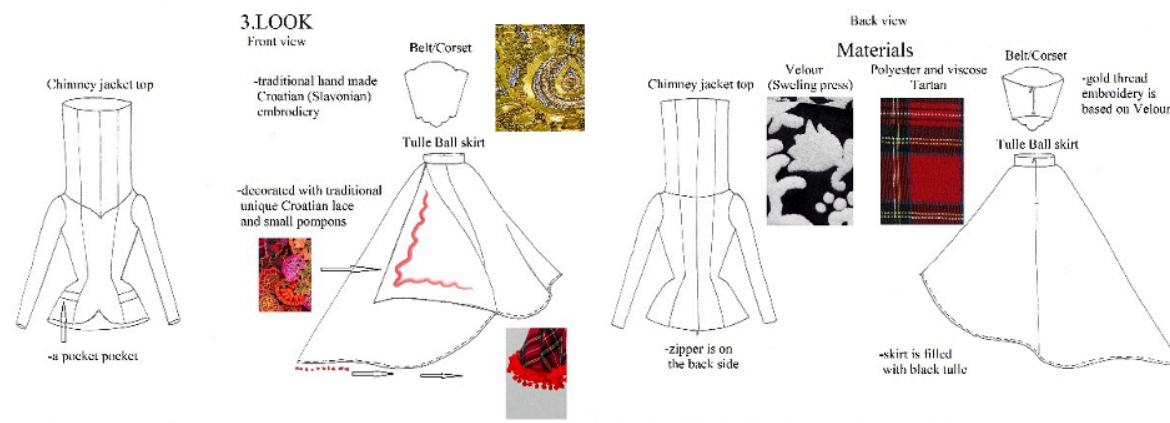 3.LOOK
Front view
Chimney jacket top
-traditional hand made
Croatian (Slavonian)
embrodiery
Belt/Corset
Tulle Ball skirt
-decorated with traditional
unique Croatian lace
and small pompons
-a pocket pocket
Back view
Materials
Chimney jacket top
Velour
(Sweling press)
Polyester and viscose
Tartan
Belt/Corset
-gold thread
embroidery is
based on Velour
Tulle Ball skirt
-zipper is on
the back side
-skirt is filled
with black tulle